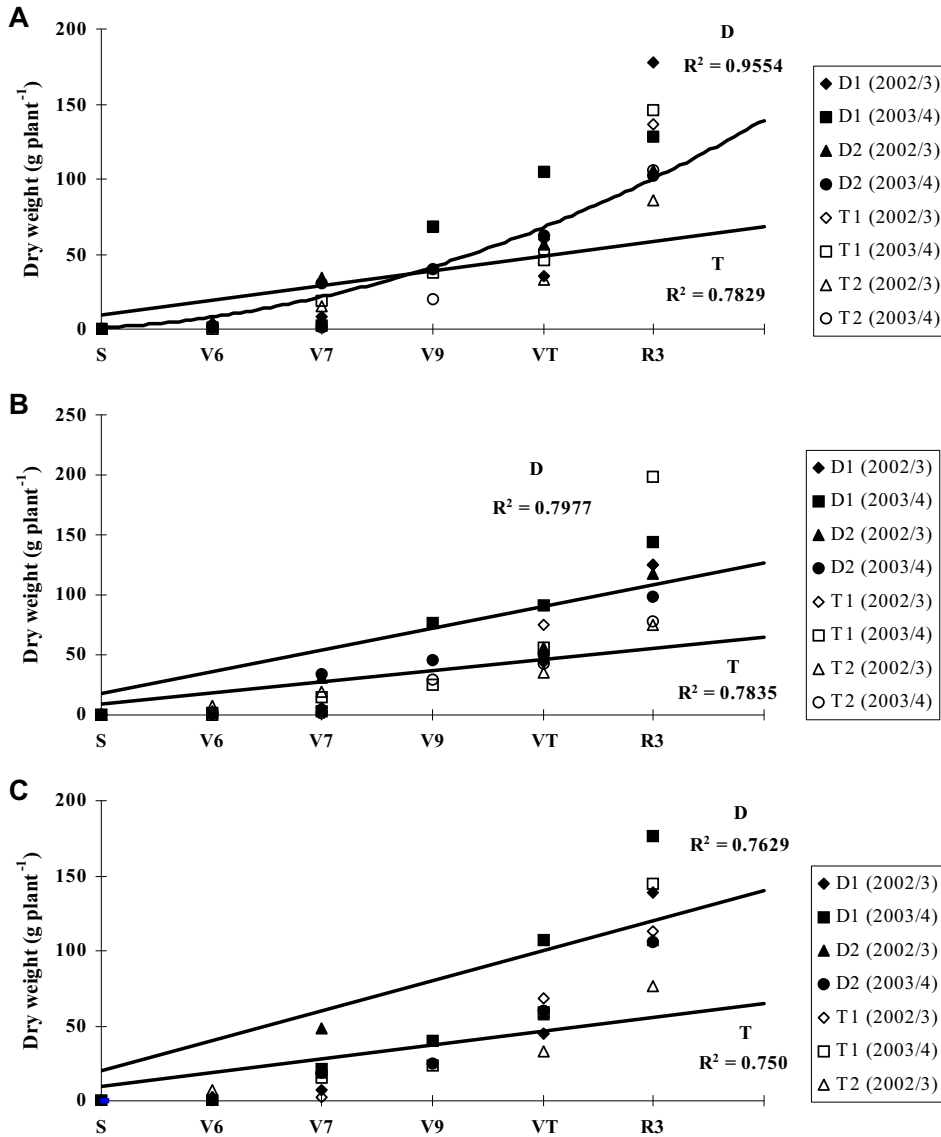 A
Dry weight (g plant⁻¹)
200
150
100
50
0
S V6 V7 V9 VT R3
D
R² = 0.9554
T
R² = 0.7829
D1 (2002/3)
D1 (2003/4)
D2 (2002/3)
D2 (2003/4)
T1 (2002/3)
T1 (2003/4)
T2 (2002/3)
T2 (2003/4)
B
Dry weight (g plant⁻¹)
250
200
150
100
50
0
S V6 V7 V9 VT R3
D
R² = 0.7977
T
R² = 0.7835
D1 (2002/3)
D1 (2003/4)
D2 (2002/3)
D2 (2003/4)
T1 (2002/3)
T1 (2003/4)
T2 (2002/3)
T2 (2003/4)
C
Dry weight (g plant⁻¹)
200
150
100
50
0
S V6 V7 V9 VT R3
D
R² = 0.7629
T
R² = 0.750
D1 (2002/3)
D1 (2003/4)
D2 (2002/3)
D2 (2003/4)
T1 (2002/3)
T1 (2003/4)
T2 (2002/3)